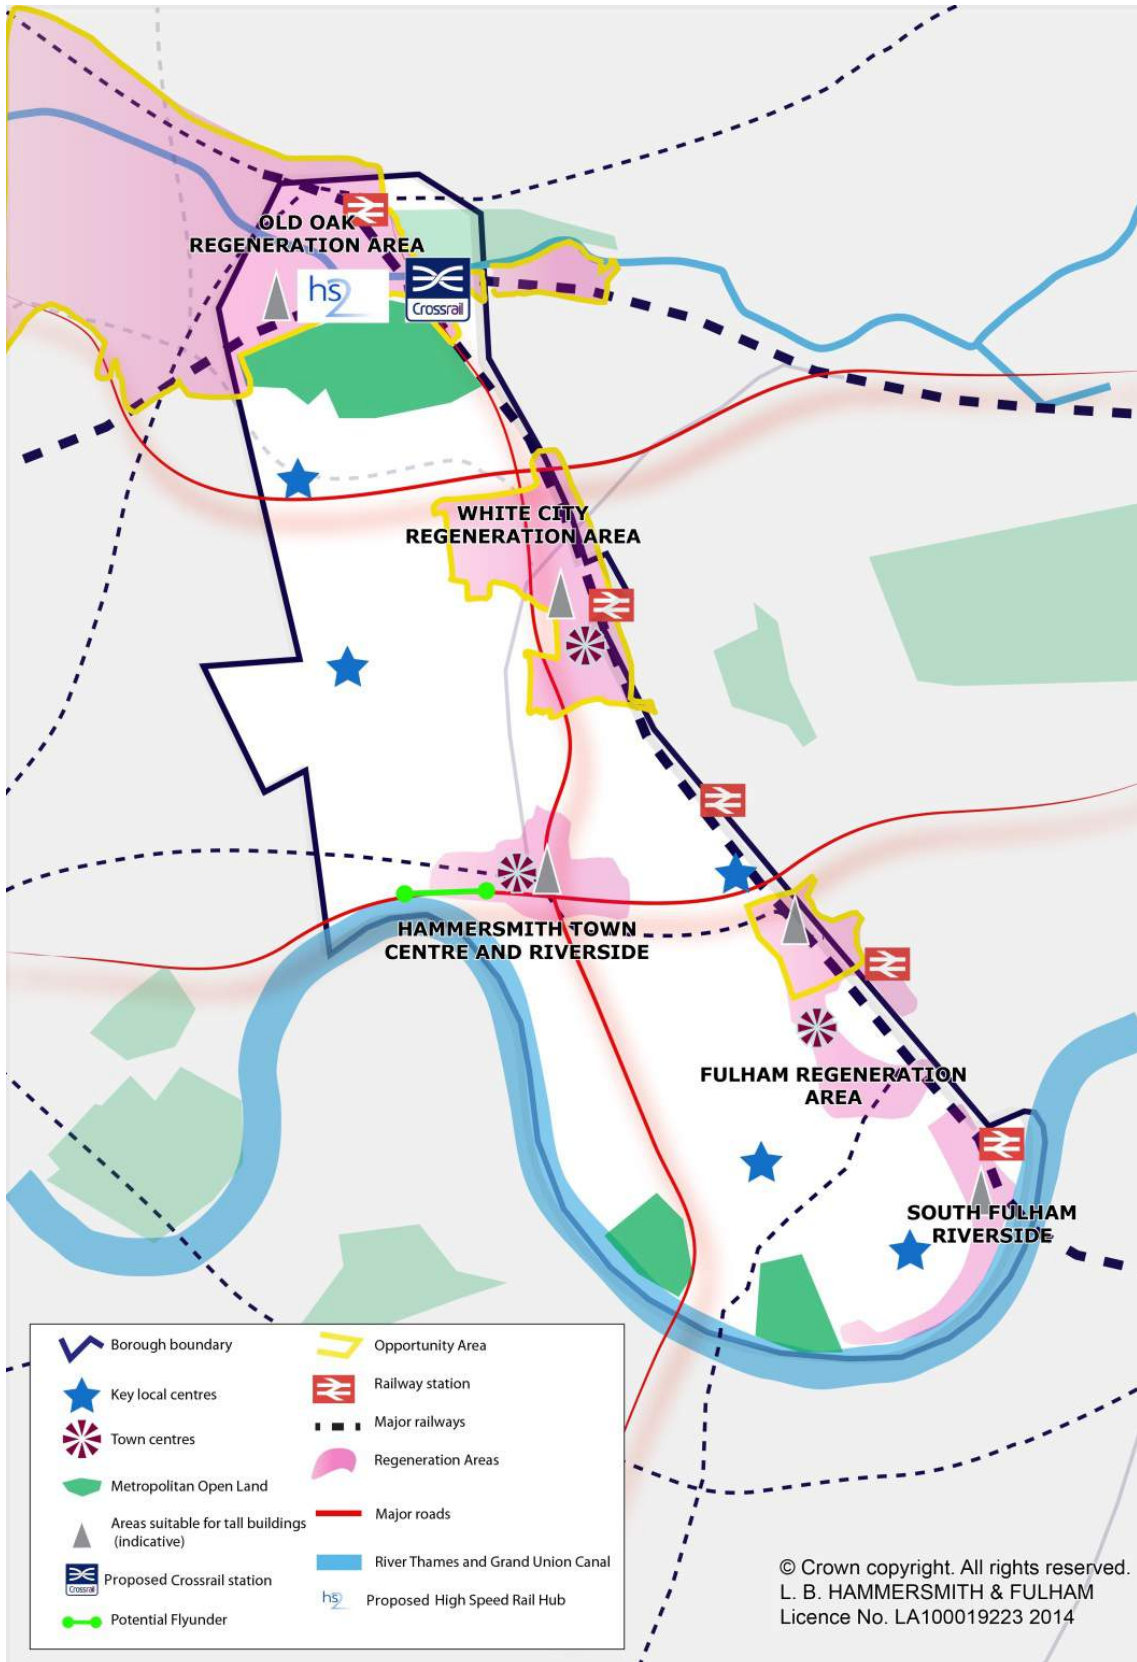 OLD OAK
REGENERATION AREA
hs2
Crossrail
WHITE CITY
REGENERATION AREA
HAMMERSMITH TOWN
CENTRE AND RIVERSIDE
FULHAM REGENERATION
AREA
SOUTH FULHAM
RIVERSIDE
Borough boundary
Key local centres
Town centres
Metropolitan Open Land
Areas suitable for tall buildings
(indicative)
Crossrail
Proposed Crossrail station
Potential Flyunder
Opportunity Area
Railway station
Major railways
Regeneration Areas
Major roads
River Thames and Grand Union Canal
hs2
Proposed High Speed Rail Hub
© Crown copyright. All rights reserved.
L. B. HAMMERSMITH & FULHAM
Licence No. LA100019223 2014